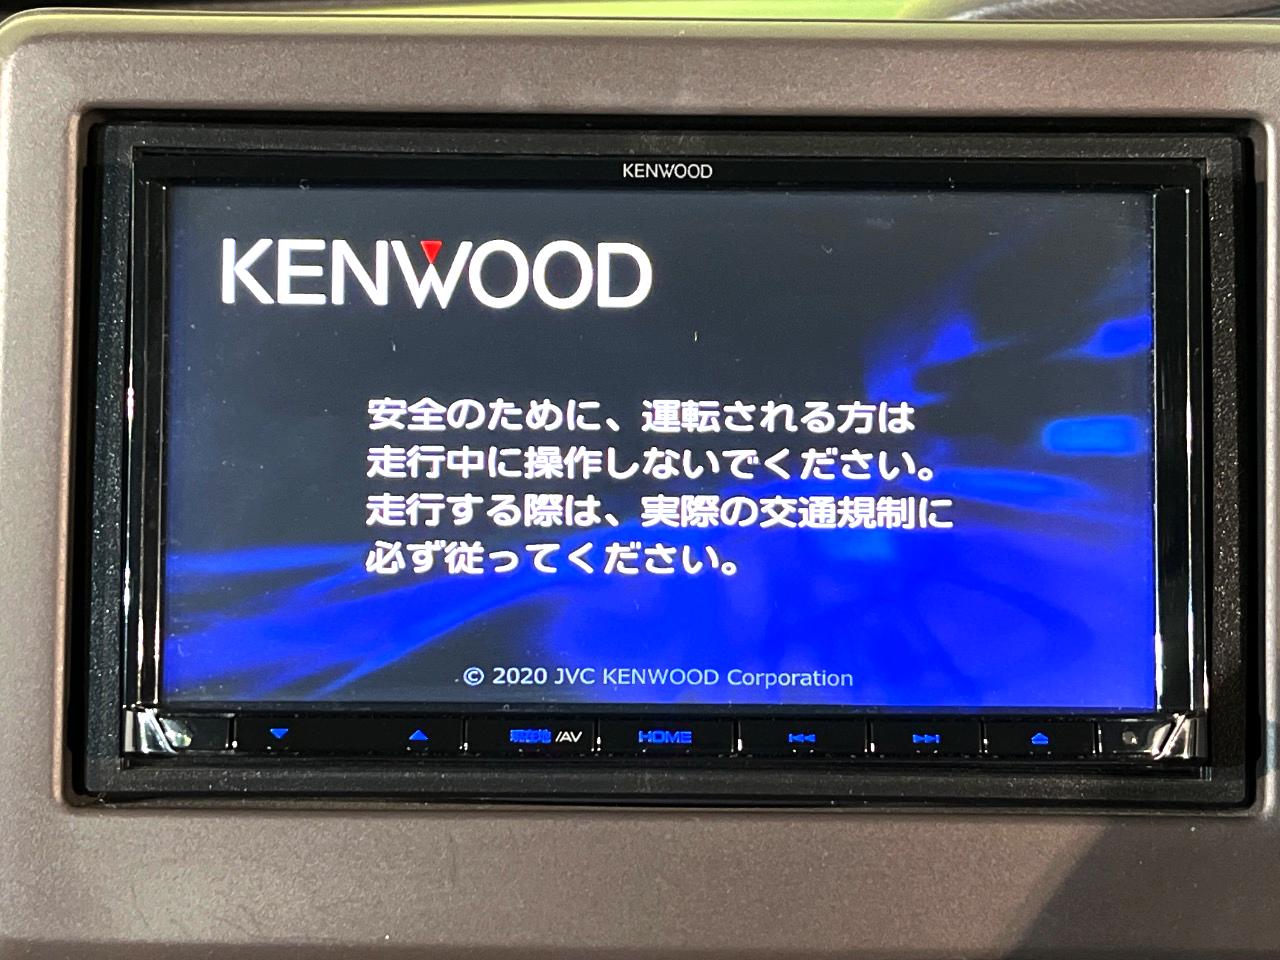 KENWOOD
KENWOOD
安全のために、運転される方は
走行中に操作しないでください。
走行する際は、実際の交通規制に
必ず従ってください。
© 2020 JVC KENWOOD Corporation
現在地/AV HOME